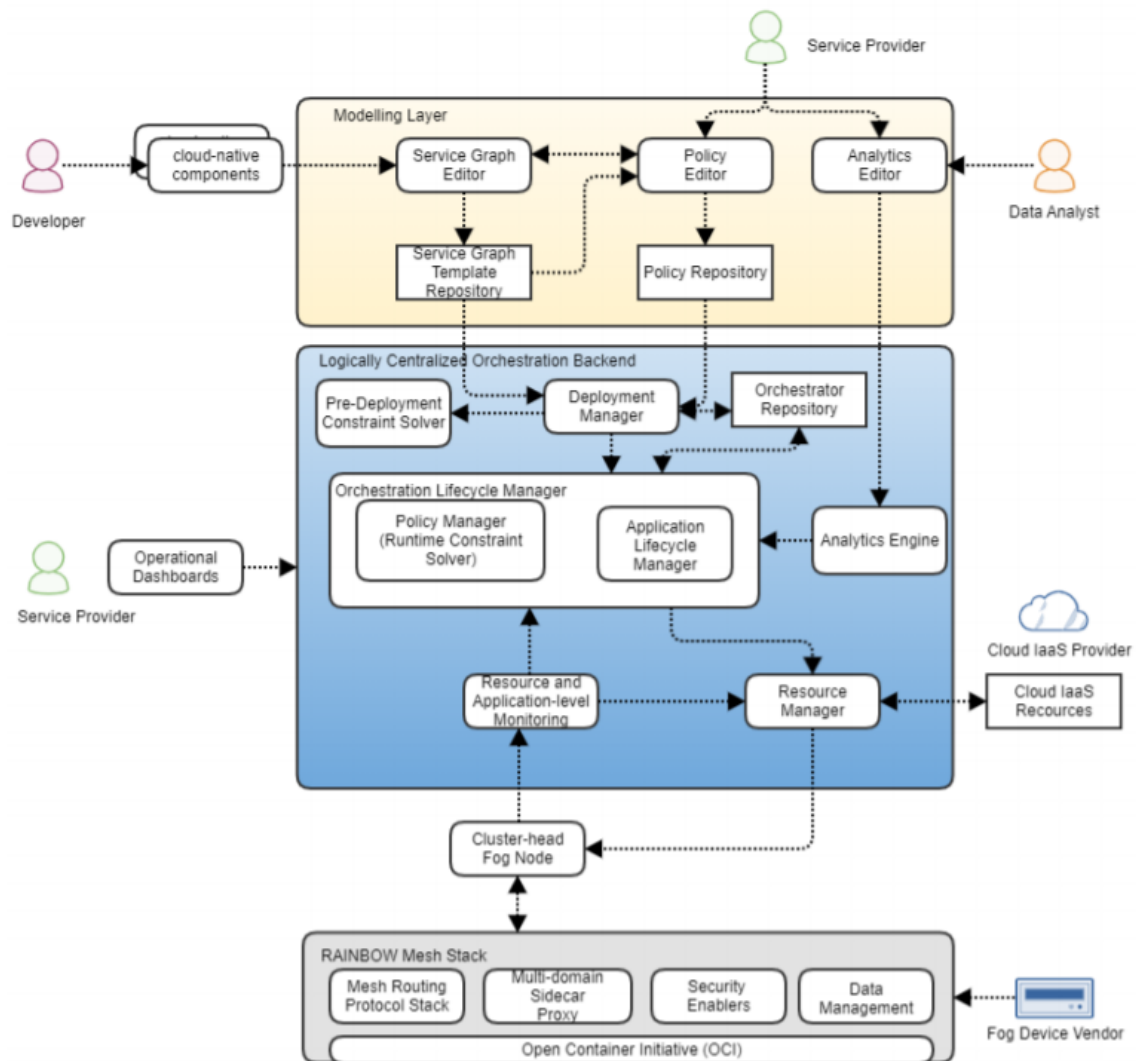 Service Provider
Modelling Layer
cloud-native
components
Service Graph
Editor
Policy
Editor
Analytics
Editor
Developer
Data Analyst
Service Graph
Template
Repository
Policy Repository
Logically Centralized Orchestration Backend
Pre-Deployment
Constraint Solver
Deployment
Manager
Orchestrator
Repository
Orchestration Lifecycle Manager
Policy Manager
(Runtime Constraint
Solver)
Application
Lifecycle
Manager
Analytics Engine
Operational
Dashboards
Service Provider
Cloud IaaS Provider
Resource and
Application-level
Monitoring
Resource
Manager
Cloud IaaS
Recources
Cluster-head
Fog Node
RAINBOW Mesh Stack
Mesh Routing
Protocol Stack
Multi-domain
Sidecar
Proxy
Security
Enablers
Data
Management
Fog Device Vendor
Open Container Initiative (OCI)